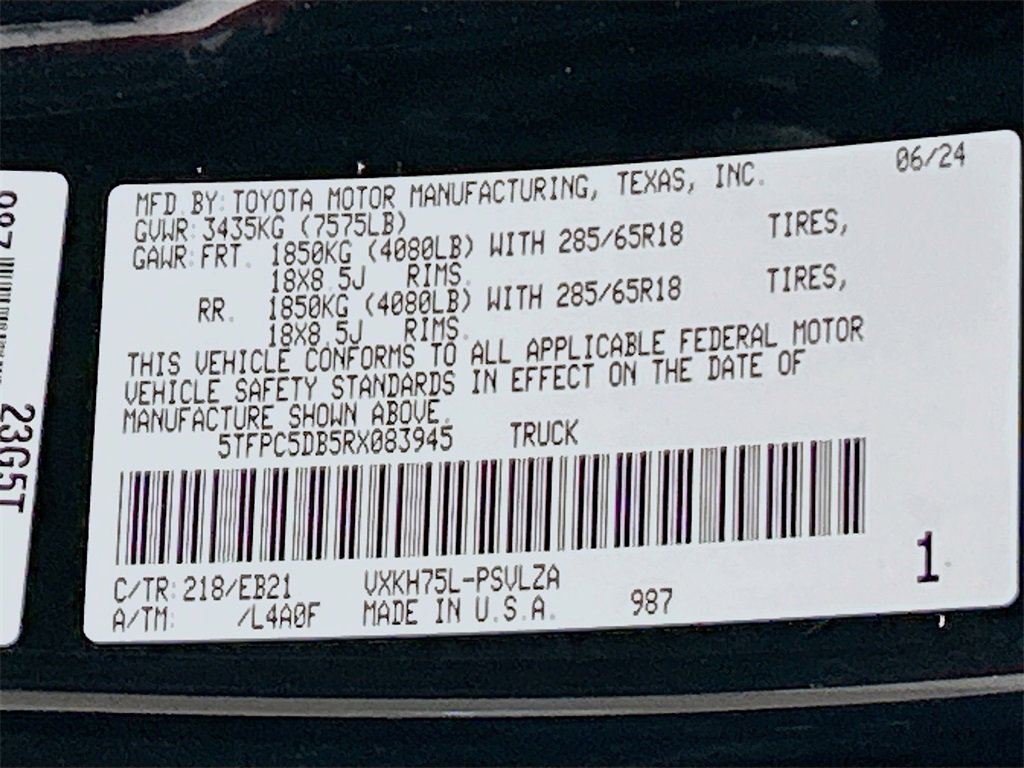 MFD. BY: TOYOTA MOTOR MANUFACTURING, TEXAS, INC. 06/24
GVWR: 3435KG (7575LB)
GAWR: FRT. 1850KG (4080LB) WITH 285/65R18 TIRES,
18X8.5J RIMS.
RR. 1850KG (4080LB) WITH 285/65R18 TIRES,
18X8.5J RIMS.
THIS VEHICLE CONFORMS TO ALL APPLICABLE FEDERAL MOTOR
VEHICLE SAFETY STANDARDS IN EFFECT ON THE DATE OF
MANUFACTURE SHOWN ABOVE.
5TFPC5DB5RX083945 TRUCK
C/TR: 218/EB21 VXKH75L-PSVLZA
A/TM: /L4A0F MADE IN U.S.A. 987
1
23G5T